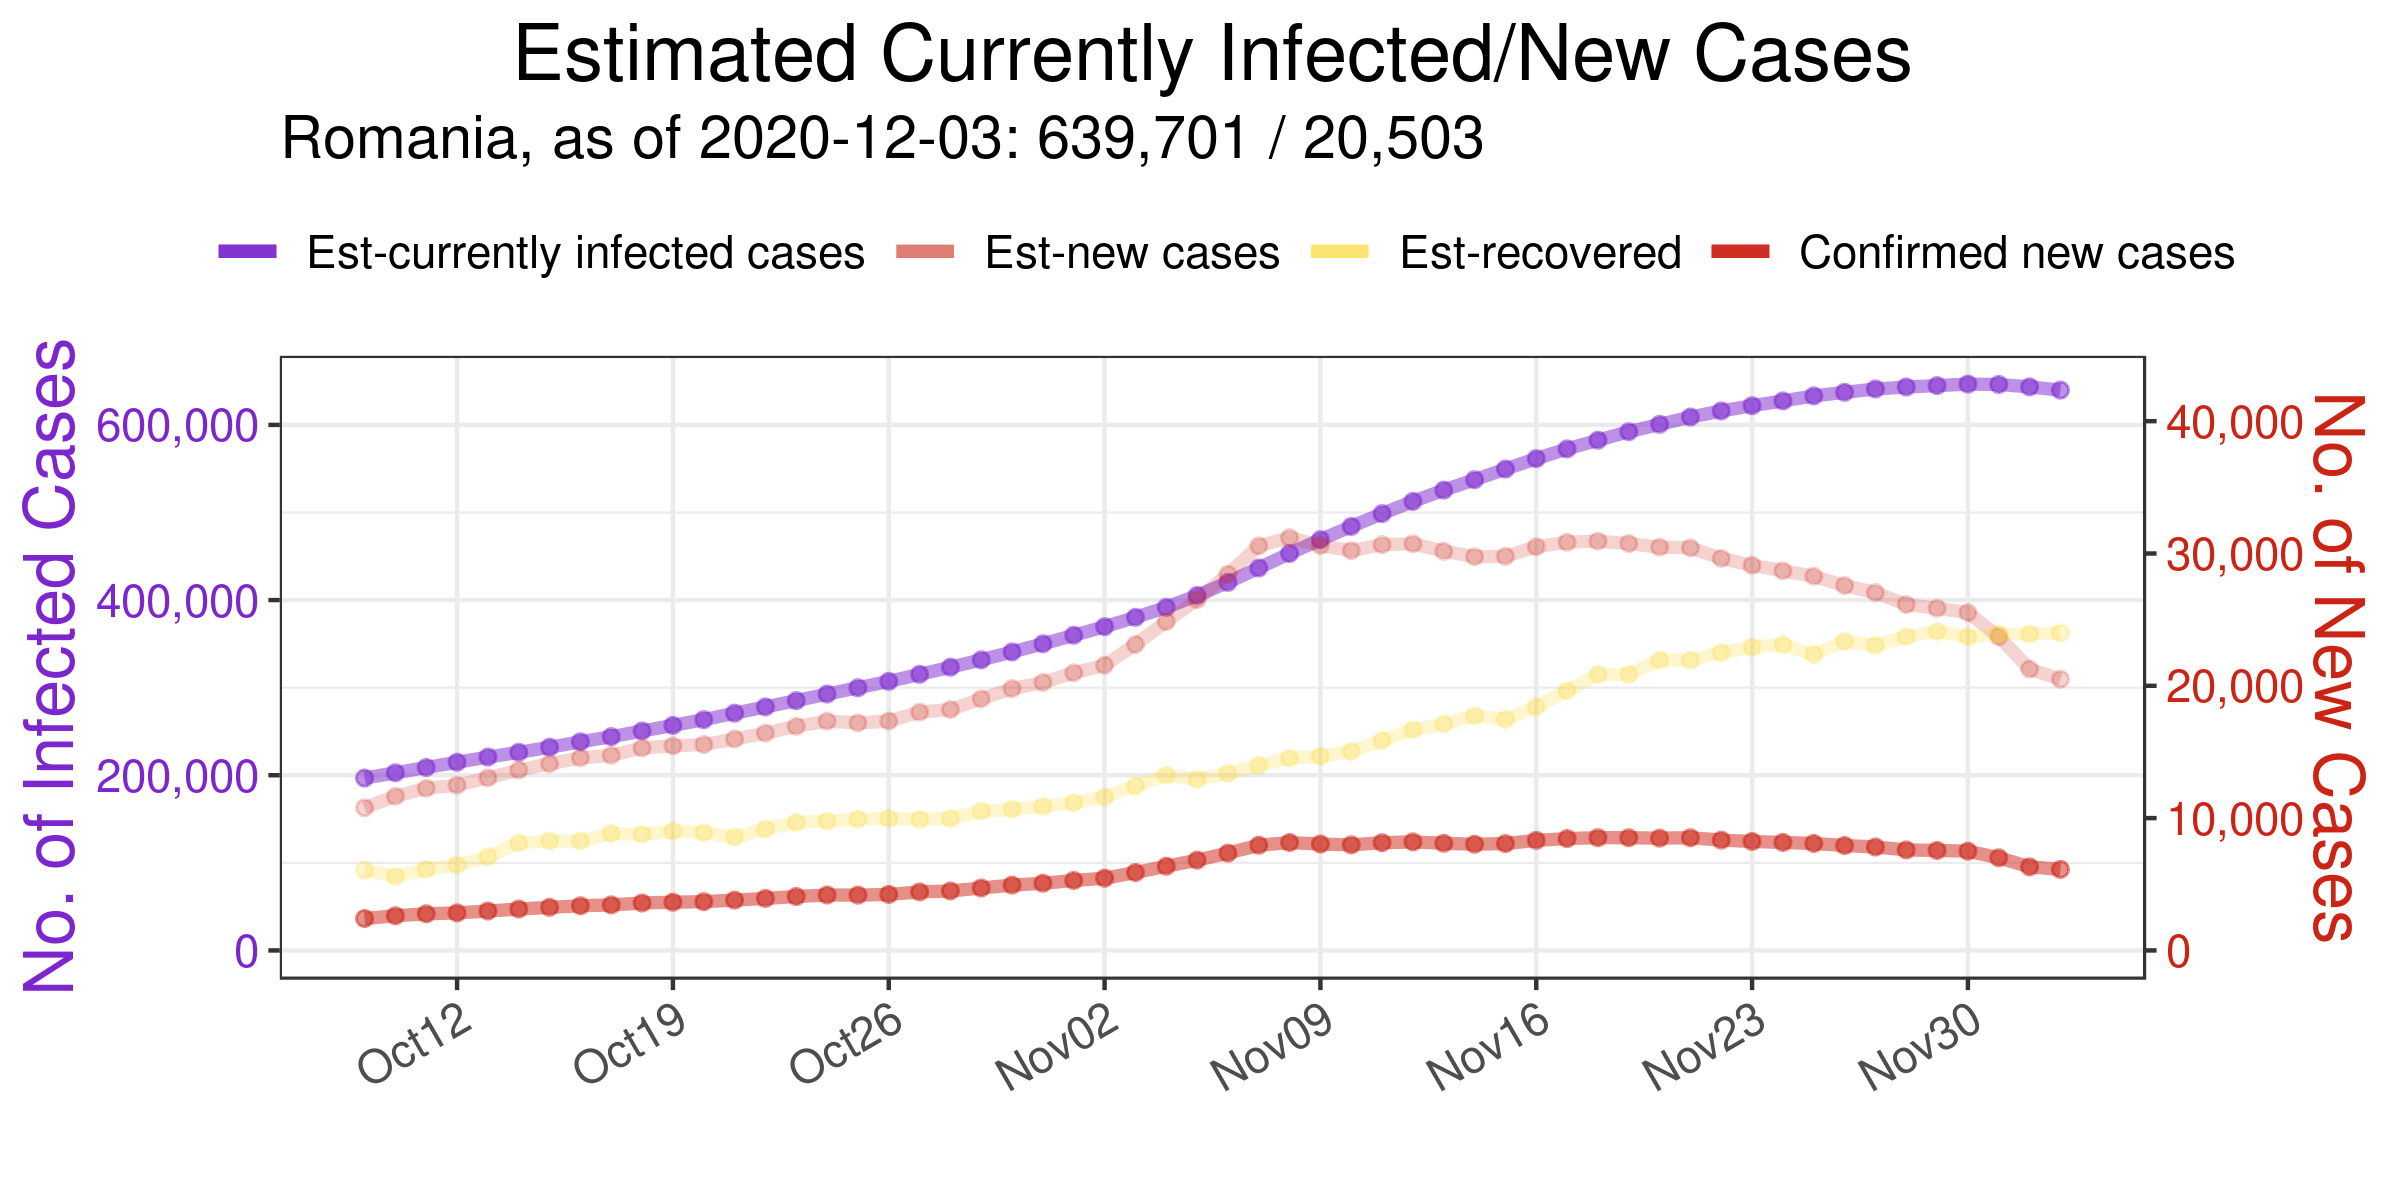 Estimated Currently Infected/New Cases
Romania, as of 2020-12-03: 639,701 / 20,503
Est-currently infected cases
Est-new cases
Est-recovered
Confirmed new cases
No. of Infected Cases
600,000
400,000
200,000
0
40,000
30,000
20,000
10,000
0
No. of New Cases
Oct12
Oct19
Oct26
Nov02
Nov09
Nov16
Nov23
Nov30